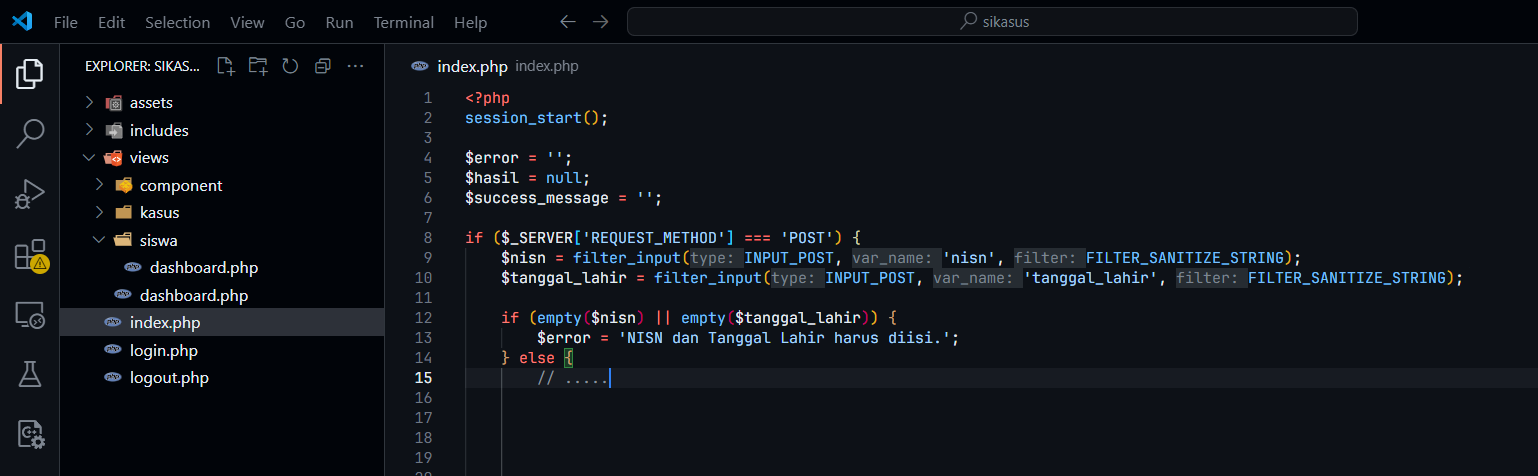 File Edit Selection View Go Run Terminal Help
sikasus
EXPLORER: SIKAS...
assets
includes
views
component
kasus
siswa
dashboard.php
dashboard.php
index.php
login.php
logout.php
index.php index.php
1 <?php
2 session_start();
3
4 $error = '';
5 $hasil = null;
6 $success_message = '';
7
8 if ($_SERVER['REQUEST_METHOD'] === 'POST') {
9 $nisn = filter_input(type: INPUT_POST, var_name: 'nisn', filter: FILTER_SANITIZE_STRING);
10 $tanggal_lahir = filter_input(type: INPUT_POST, var_name: 'tanggal_lahir', filter: FILTER_SANITIZE_STRING);
11
12 if (empty($nisn) || empty($tanggal_lahir)) {
13 $error = 'NISN dan Tanggal Lahir harus diisi.';
14 } else {
15 // .....
16
17
18
19